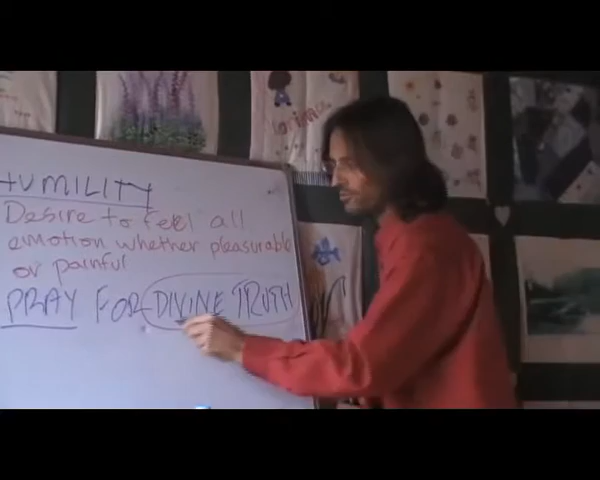 HUMILITY
Desire to feel all
emotion whether pleasurable
or painful
PRAY FOR DIVINE TRUTH